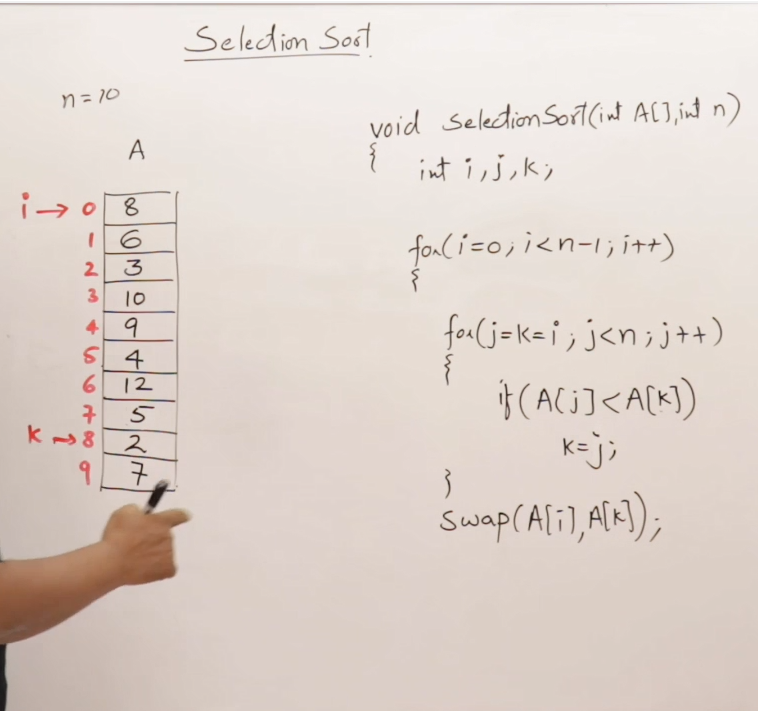 Selection Sort
n=10
A
i→ 0 8
1 6
2 3
3 10
4 9
5 4
6 12
7 5
k→8 2
9 7
void SelectionSort(int A[],int n)
{
int i,j,k;
for(i=0;i<n-1;i++)
{
for(j=k=i;j<n;j++)
{
if(A[j]<A[k])
k=j;
}
swap(A[i],A[k]);